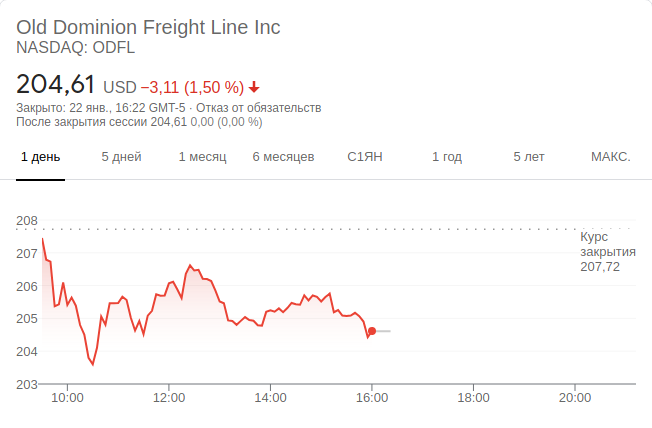 Old Dominion Freight Line Inc
NASDAQ: ODFL
204,61 USD −3,11 (1,50 %)
Закрыто: 22 янв., 16:22 GMT-5 · Отказ от обязательств
После закрытия сессии 204,61 0,00 (0,00 %)
1 день 5 дней 1 месяц 6 месяцев С1ЯН 1 год 5 лет МАКС.
208
Курс
закрытия
207,72
207
206
205
204
203
10:00 12:00 14:00 16:00 18:00 20:00